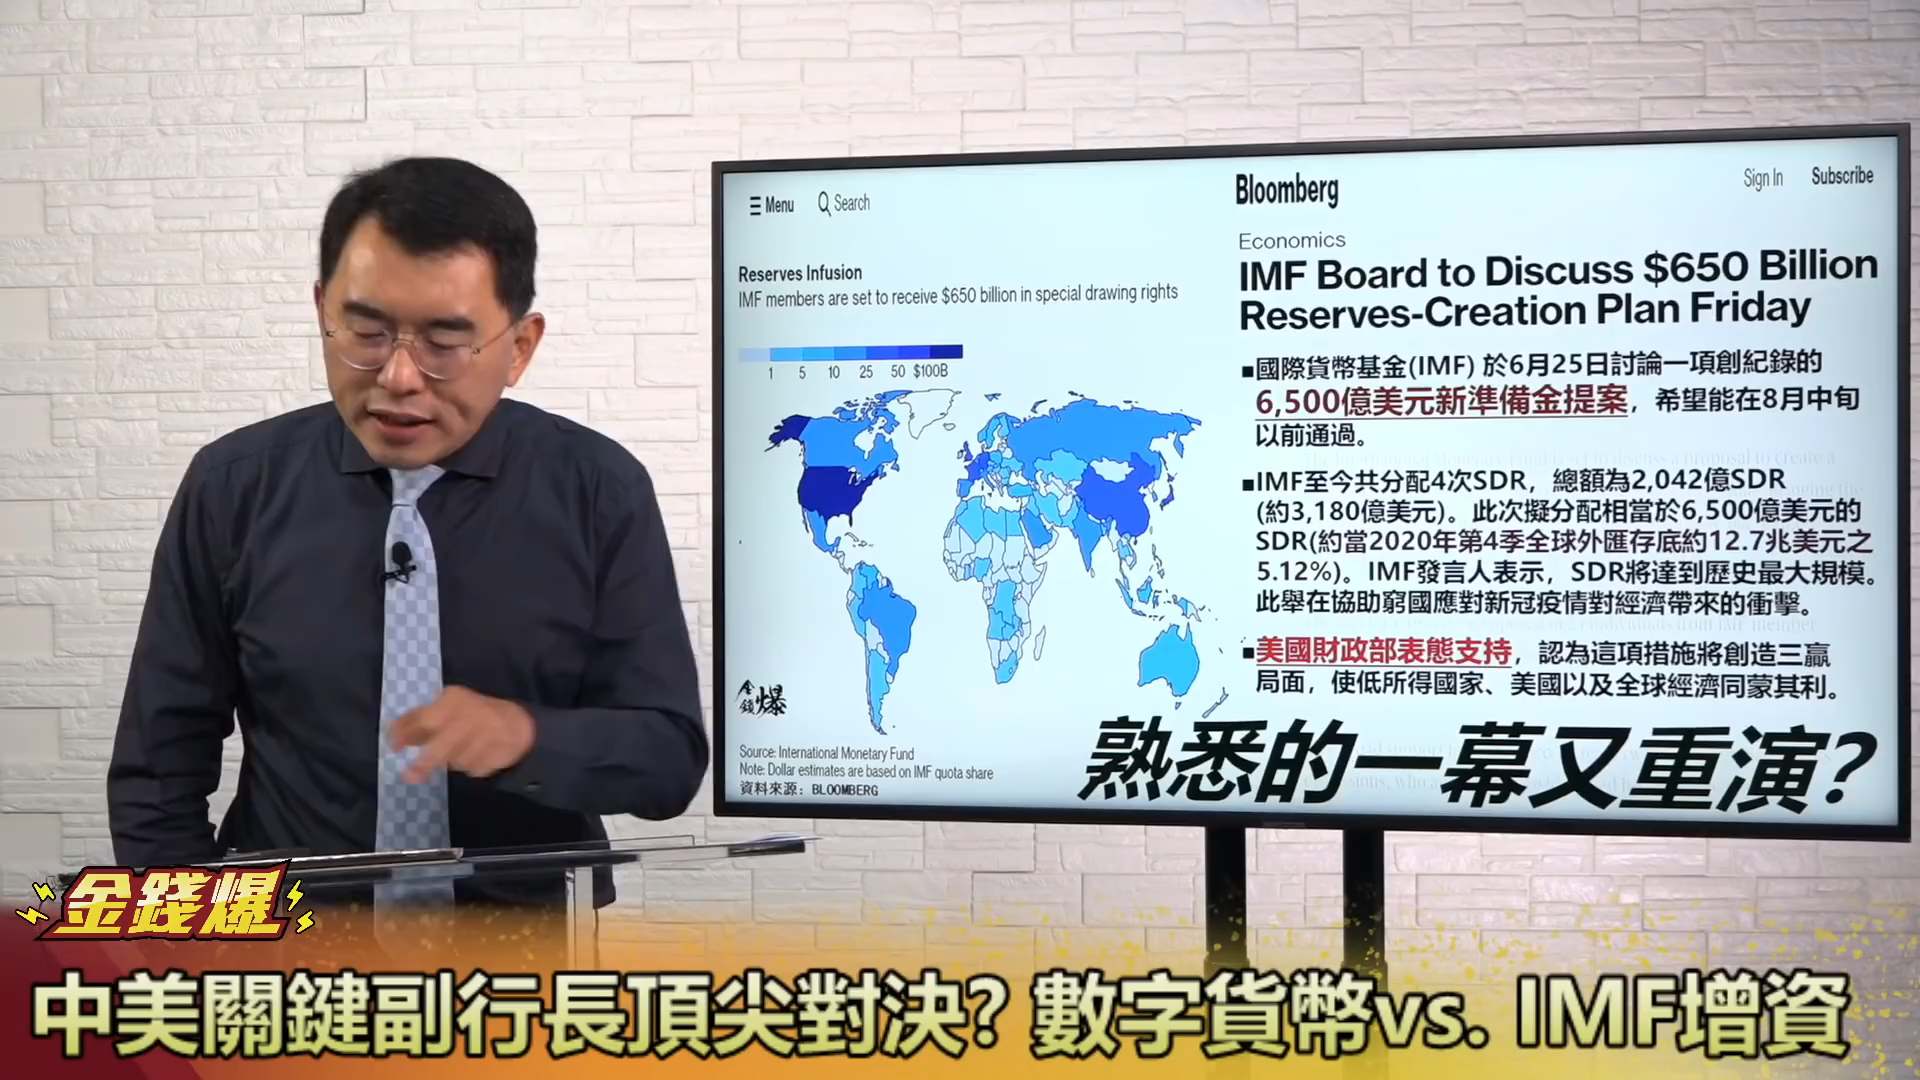 Menu
Search
Bloomberg
Sign In
Subscribe
Reserves Infusion
IMF members are set to receive $650 billion in special drawing rights
1 5 10 25 50 $100B
金錢爆
Source: International Monetary Fund
Note: Dollar estimates are based on IMF quota share
資料來源：BLOOMBERG
Economics
IMF Board to Discuss $650 Billion
Reserves-Creation Plan Friday
■國際貨幣基金(IMF) 於6月25日討論一項創紀錄的
6,500億美元新準備金提案，希望能在8月中旬
以前通過。
■IMF至今共分配4次SDR，總額為2,042億SDR
(約3,180億美元)。此次擬分配相當於6,500億美元的
SDR(約當2020年第4季全球外匯存底約12.7兆美元之
5.12%)。IMF發言人表示，SDR將達到歷史最大規模。
此舉在協助窮國應對新冠疫情對經濟帶來的衝擊。
■美國財政部表態支持，認為這項措施將創造三贏
局面，使低所得國家、美國以及全球經濟同蒙其利。
熟悉的一幕又重演?
金錢爆
中美關鍵副行長頂尖對決? 數字貨幣vs. IMF增資